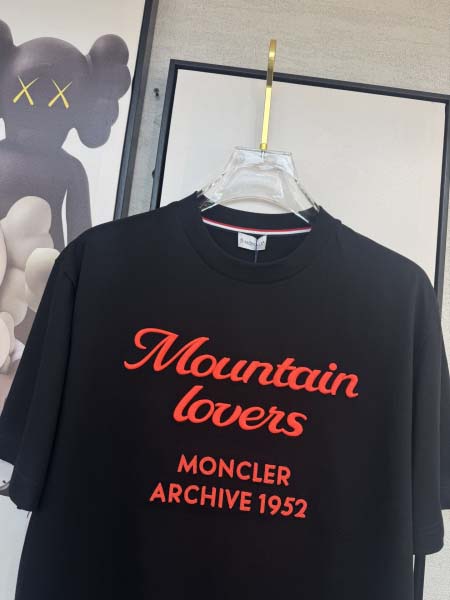 Mountain
lovers
MONCLER
ARCHIVE 1952